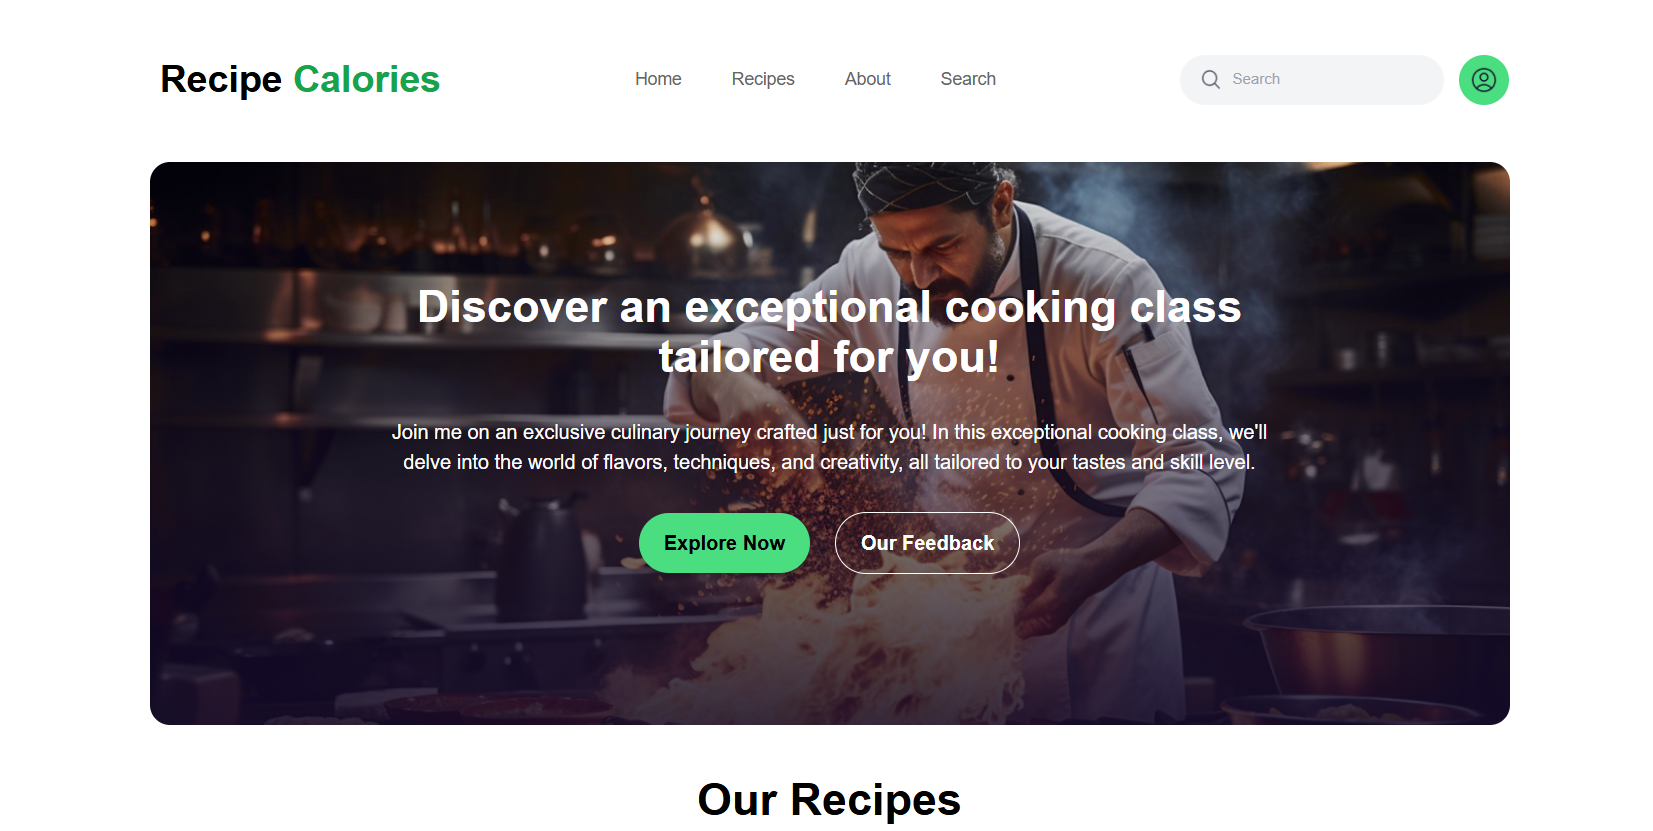 Recipe Calories
Home
Recipes
About
Search
Search
Discover an exceptional cooking class
tailored for you!
Join me on an exclusive culinary journey crafted just for you! In this exceptional cooking class, we'll
delve into the world of flavors, techniques, and creativity, all tailored to your tastes and skill level.
Explore Now
Our Feedback
Our Recipes